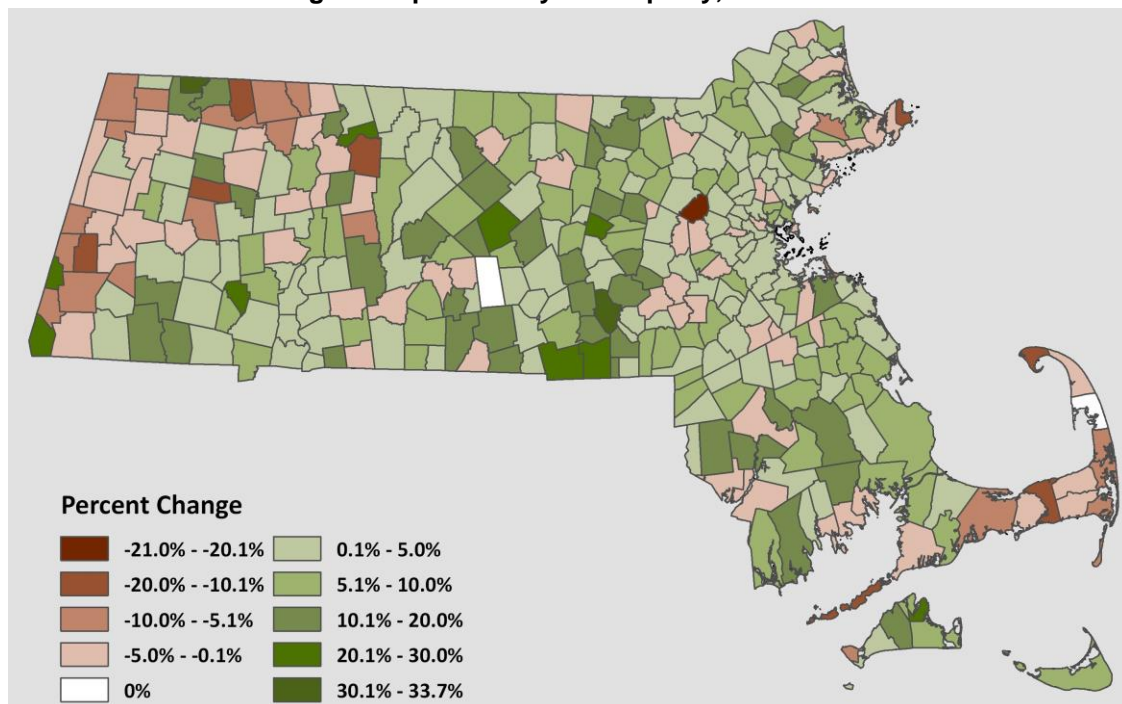 Percent Change
-21.0% - -20.1%
-20.0% - -10.1%
-10.0% - -5.1%
-5.0% - -0.1%
0%
0.1% - 5.0%
5.1% - 10.0%
10.1% - 20.0%
20.1% - 30.0%
30.1% - 33.7%